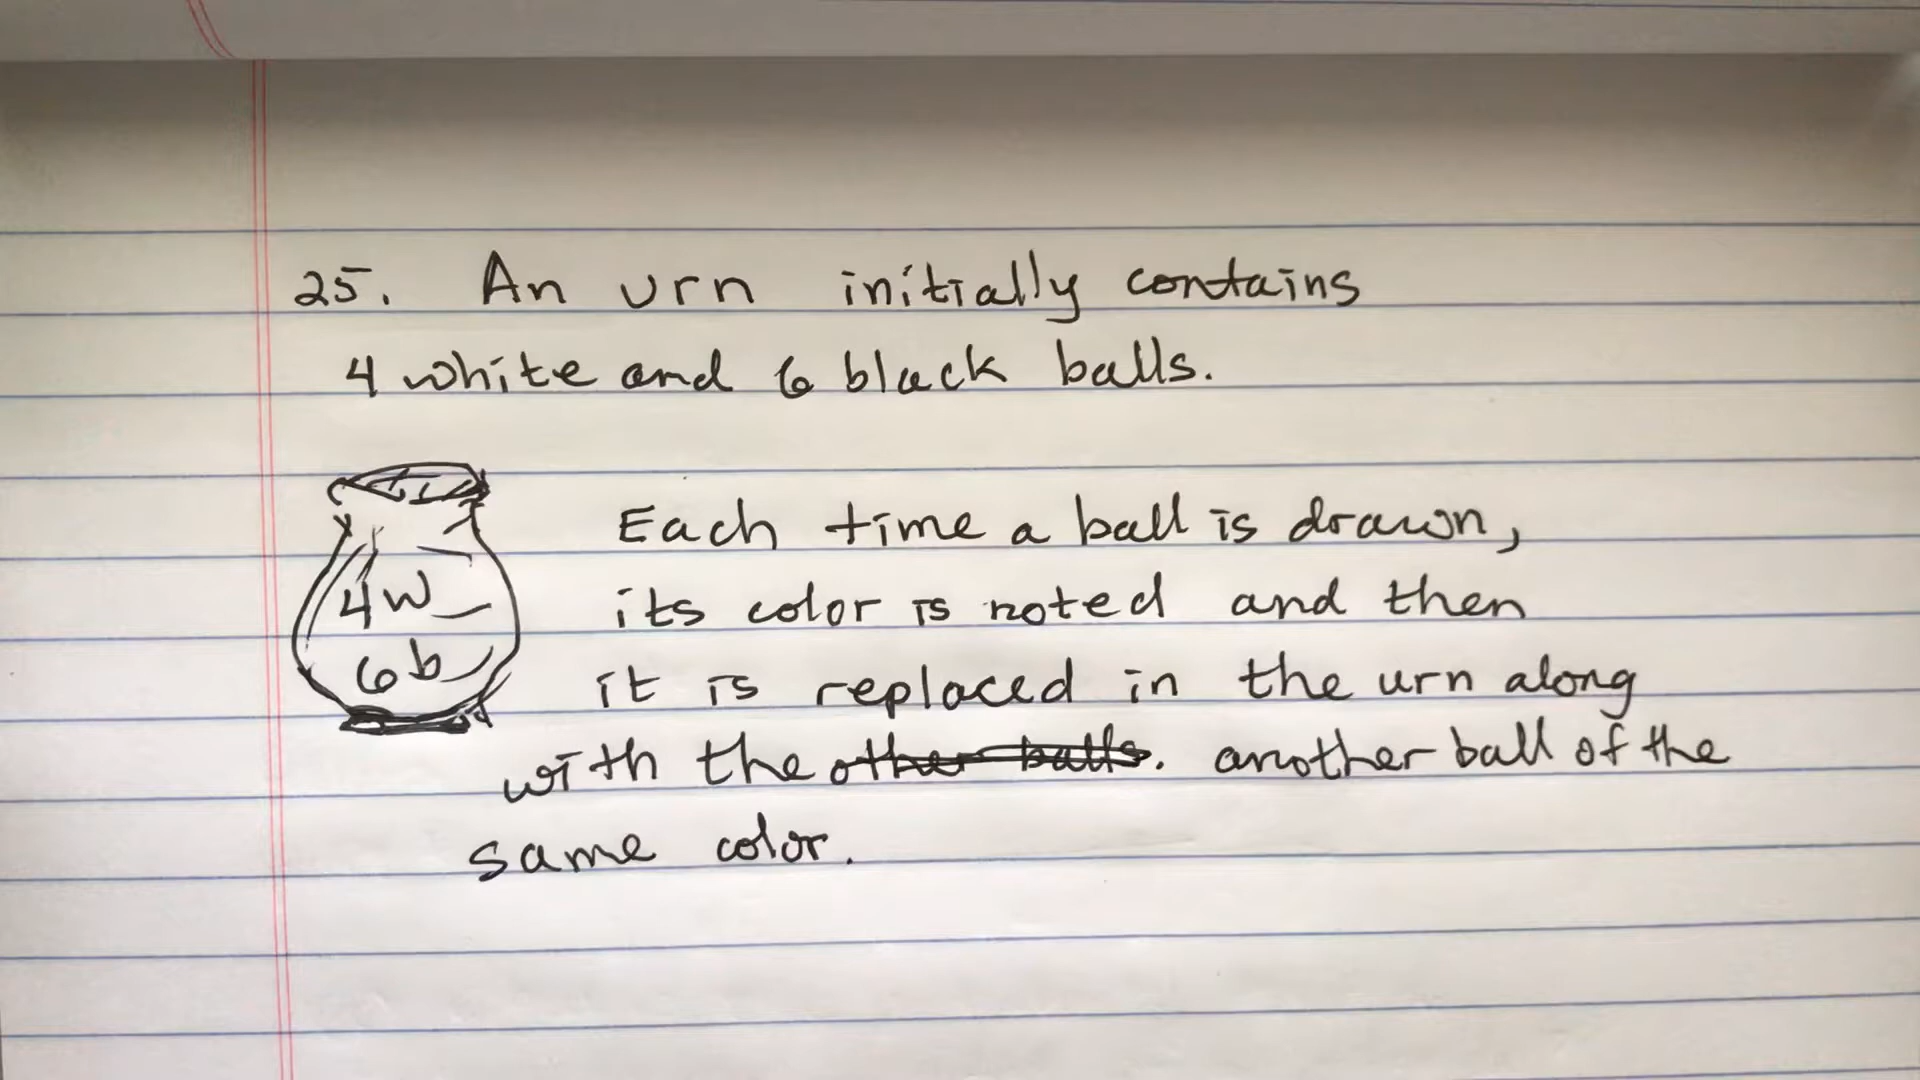 25. An urn initially contains
4 white and 6 black balls.
4w
6b
Each time a ball is drawn,
its color is noted and then
it is replaced in the urn along
with the other balls. another ball of the
same color.